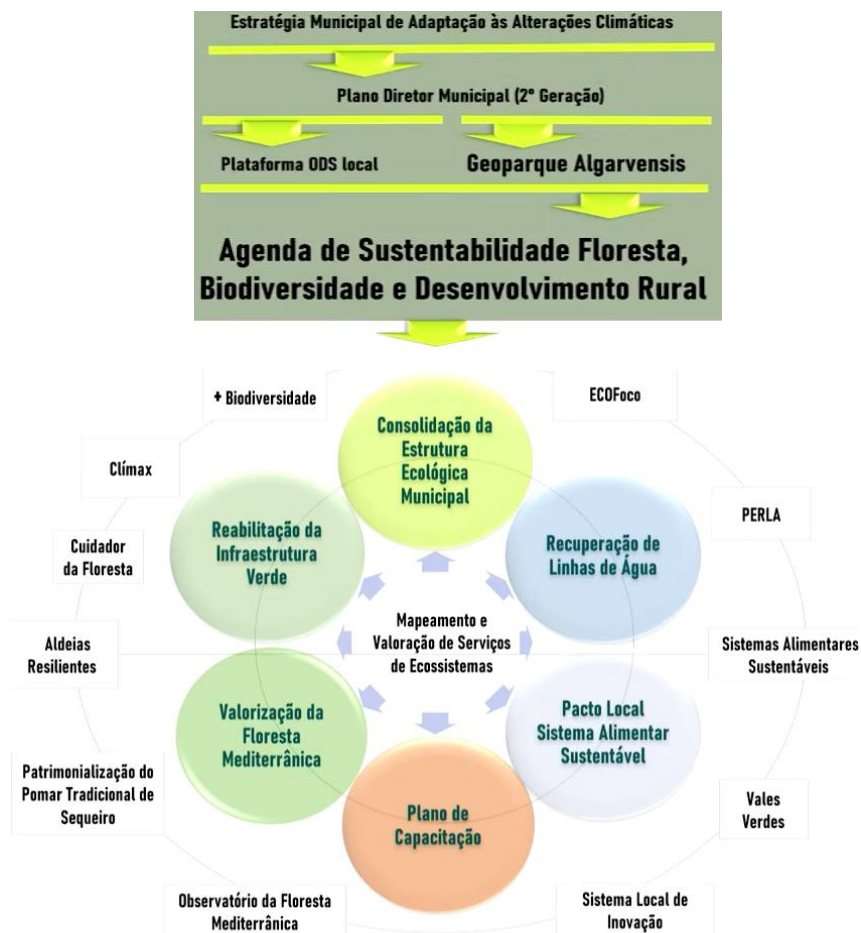 Estratégia Municipal de Adaptação às Alterações Climáticas
Plano Diretor Municipal (2º Geração)
Plataforma ODS local
Geoparque Algarvensis
Agenda de Sustentabilidade Floresta,
Biodiversidade e Desenvolvimento Rural
+ Biodiversidade
ECOFoco
Consolidação da
Estrutura
Ecológica
Municipal
Clímax
PERLA
Reabilitação da
Infraestrutura
Verde
Recuperação de
Linhas de Água
Cuidador
da Floresta
Mapeamento e
Valoração de Serviços
de Ecossistemas
Aldeias
Resilientes
Sistemas Alimentares
Sustentáveis
Valorização da
Floresta
Mediterrânica
Pacto Local
Sistema Alimentar
Sustentável
Patrimonialização do
Pomar Tradicional de
Sequeiro
Vales
Verdes
Plano de
Capacitação
Observatório da Floresta
Mediterrânica
Sistema Local de
Inovação